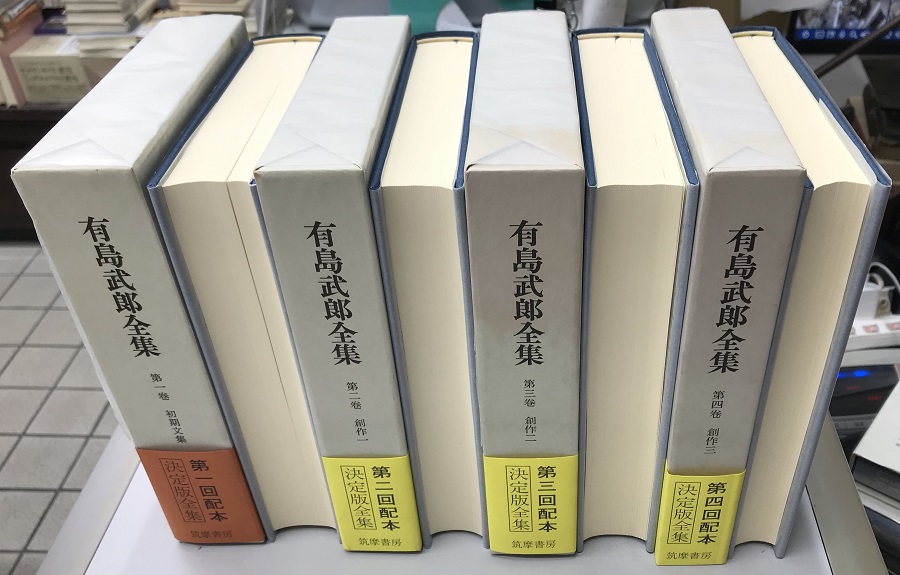 有島武郎全集
第一巻 初期文集
第一回配本
決定版全集
筑摩書房
有島武郎全集
第二巻 創作一
第二回配本
決定版全集
筑摩書房
有島武郎全集
第三巻 創作二
第三回配本
決定版全集
筑摩書房
有島武郎全集
第四巻 創作三
第四回配本
決定版全集
筑摩書房